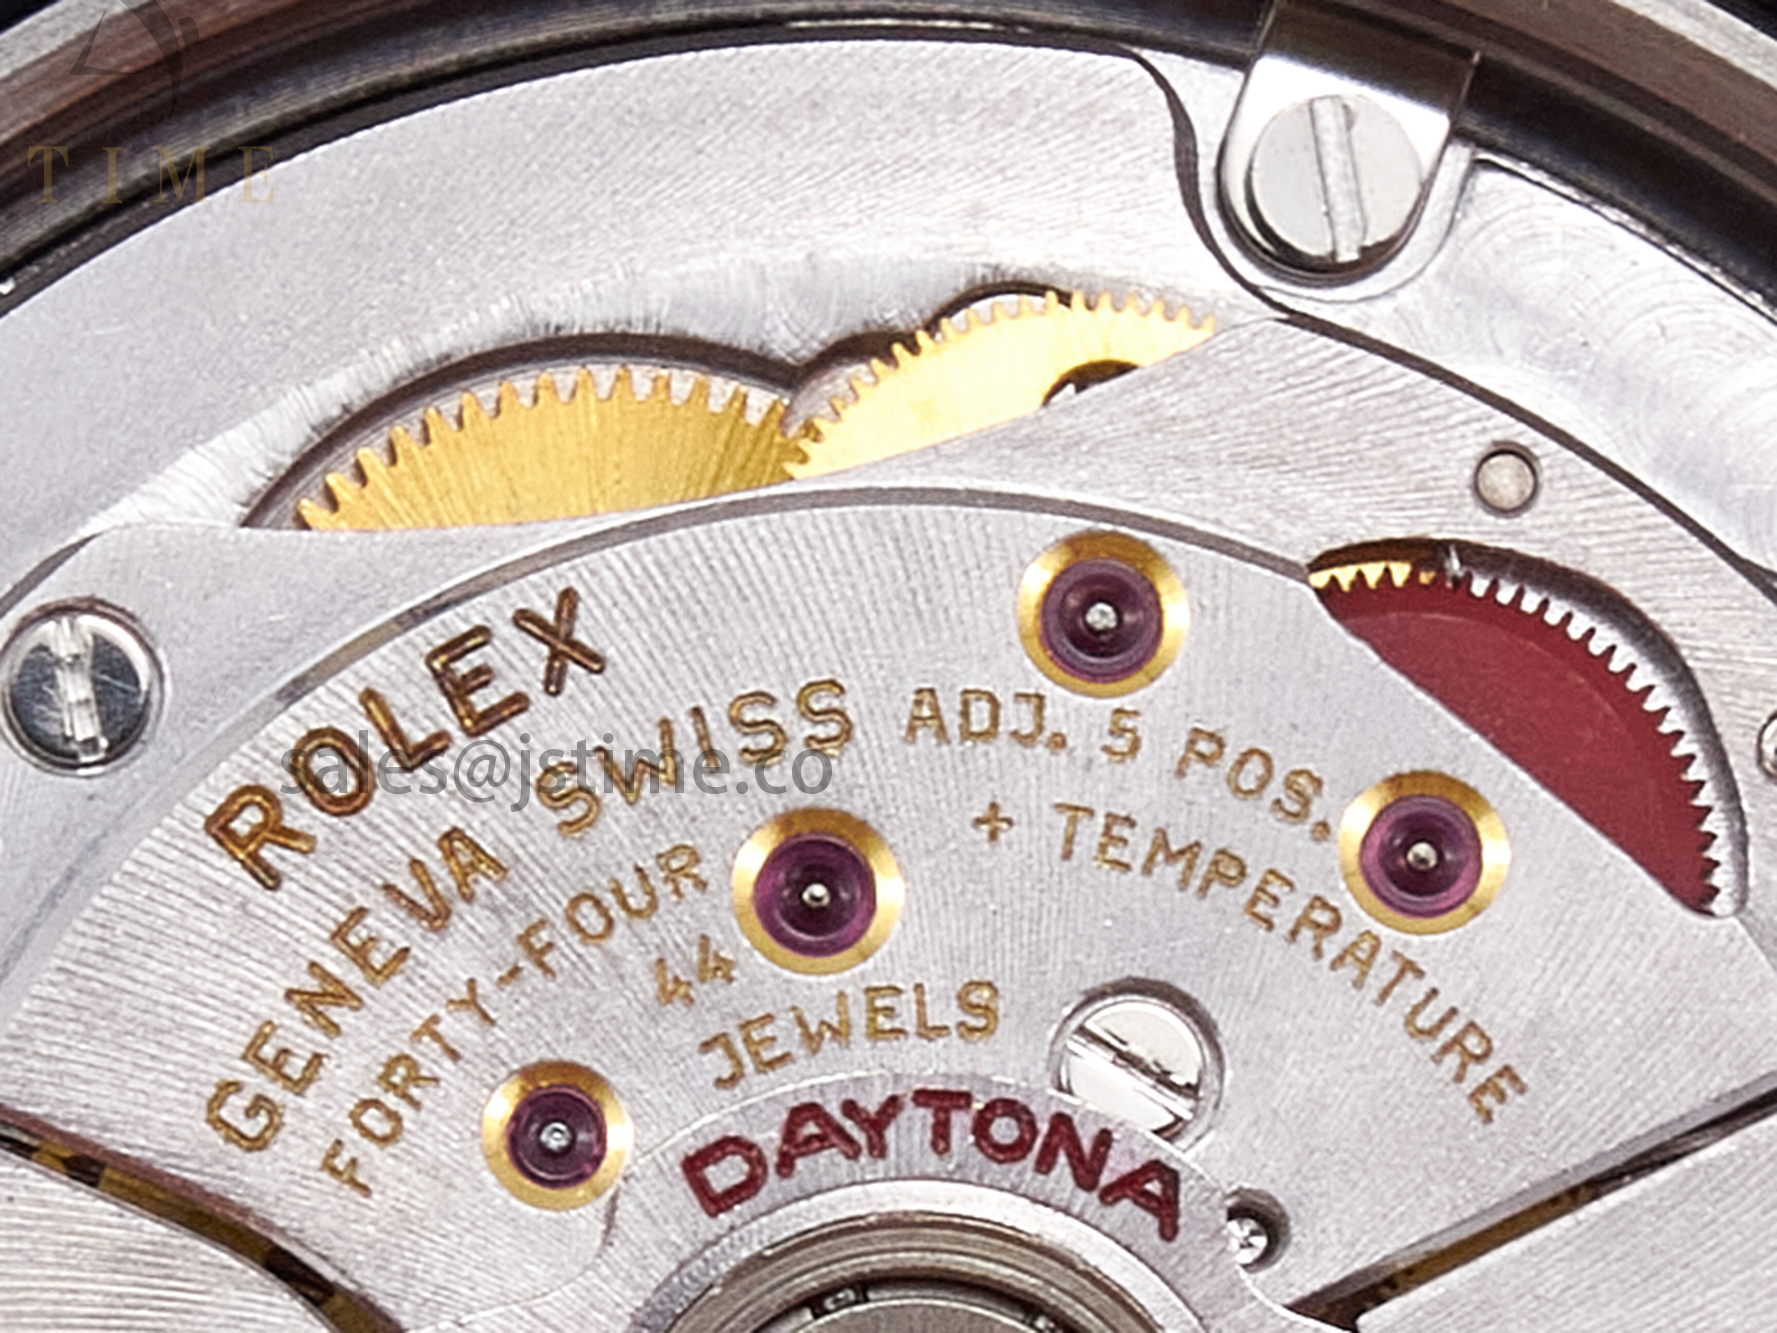 TIME
ROLEX
GENEVA SWISS
FORTY-FOUR
44
JEWELS
ADJ. 5 POS.
+ TEMPERATURE
DAYTONA
sales@jstime.co